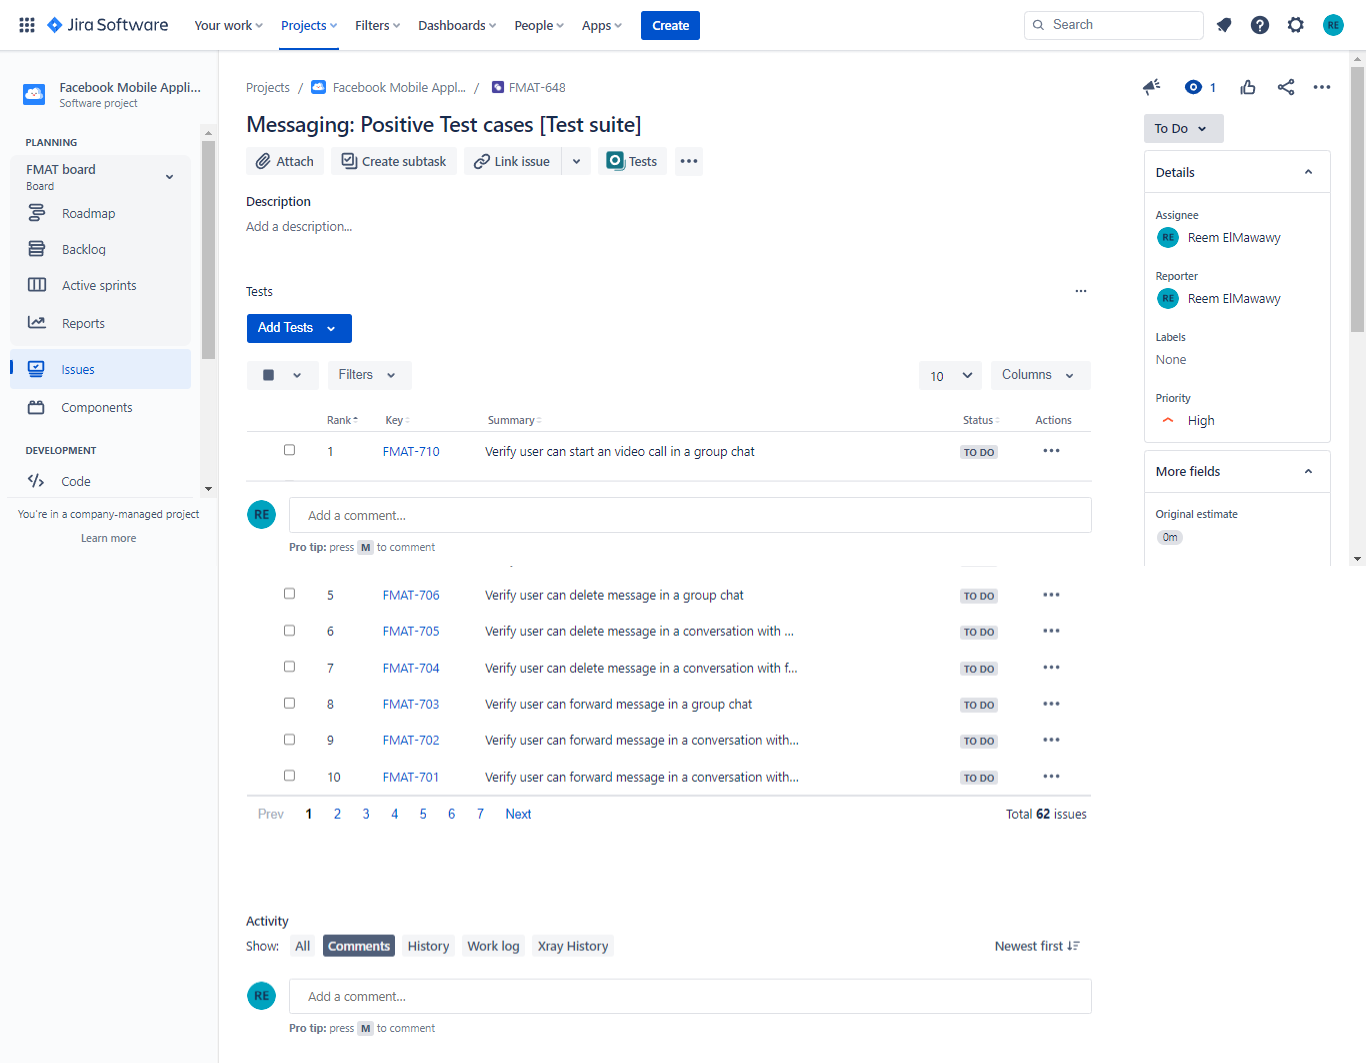 Jira Software
Your work
Projects
Filters
Dashboards
People
Apps
Create
Search
RE
Facebook Mobile Appli...
Software project
PLANNING
FMAT board
Board
Roadmap
Backlog
Active sprints
Reports
Issues
Components
DEVELOPMENT
Code
You're in a company-managed project
Learn more
Projects / Facebook Mobile Appl... / FMAT-648
1
Messaging: Positive Test cases [Test suite]
Attach
Create subtask
Link issue
Tests
Description
Add a description...
Tests
Add Tests
Filters
10
Columns
Rank Key Summary Status Actions
1 FMAT-710 Verify user can start an video call in a group chat TO DO
RE Add a comment...
Pro tip: press M to comment
5 FMAT-706 Verify user can delete message in a group chat TO DO
6 FMAT-705 Verify user can delete message in a conversation with ... TO DO
7 FMAT-704 Verify user can delete message in a conversation with f... TO DO
8 FMAT-703 Verify user can forward message in a group chat TO DO
9 FMAT-702 Verify user can forward message in a conversation with... TO DO
10 FMAT-701 Verify user can forward message in a conversation with... TO DO
Prev 1 2 3 4 5 6 7 Next
Total 62 issues
Activity
Show: All Comments History Work log Xray History
Newest first
RE Add a comment...
Pro tip: press M to comment
To Do
Details
Assignee
RE Reem ElMawawy
Reporter
RE Reem ElMawawy
Labels
None
Priority
High
More fields
Original estimate
0m